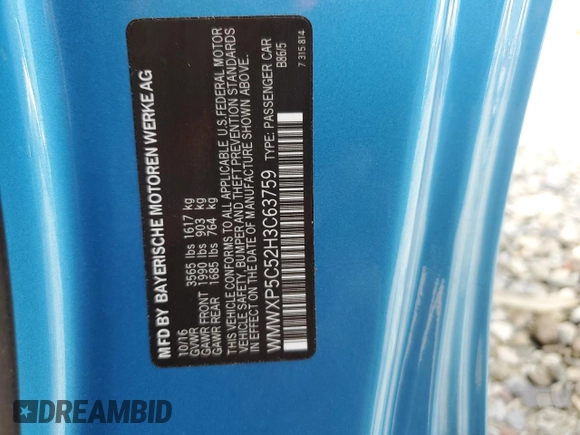 MFD BY BAYERISCHE MOTOREN WERKE AG
10/16
GVWR 3565 lbs 1617 kg
GAWR FRONT 1990 lbs 903 kg
GAWR REAR 1685 lbs 764 kg
THIS VEHICLE CONFORMS TO ALL APPLICABLE U.S. FEDERAL MOTOR
VEHICLE SAFETY, BUMPER AND THEFT PREVENTION STANDARDS
IN EFFECT ON THE DATE OF MANUFACTURE SHOWN ABOVE.
WMWXP5C52H3C63759 TYPE: PASSENGER CAR
B86/5
7 315 814
DREAMBID